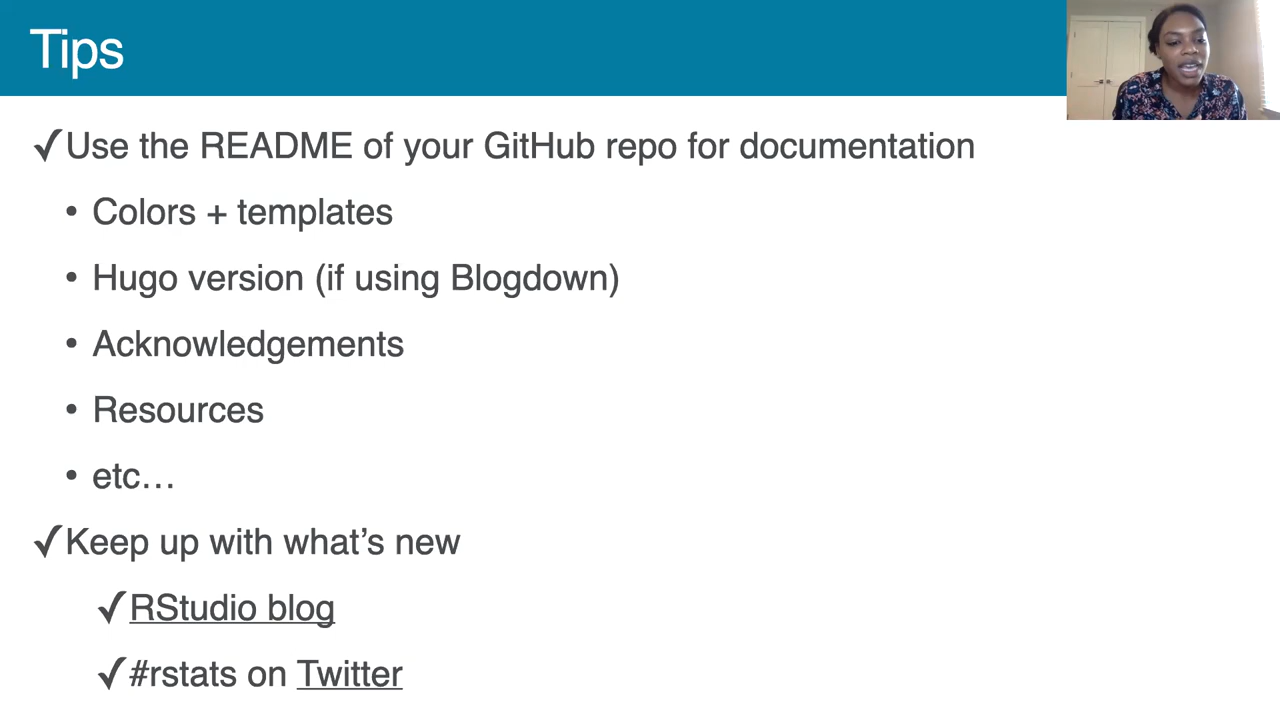 Tips
✓Use the README of your GitHub repo for documentation
• Colors + templates
• Hugo version (if using Blogdown)
• Acknowledgements
• Resources
• etc…
✓Keep up with what’s new
✓RStudio blog
✓#rstats on Twitter